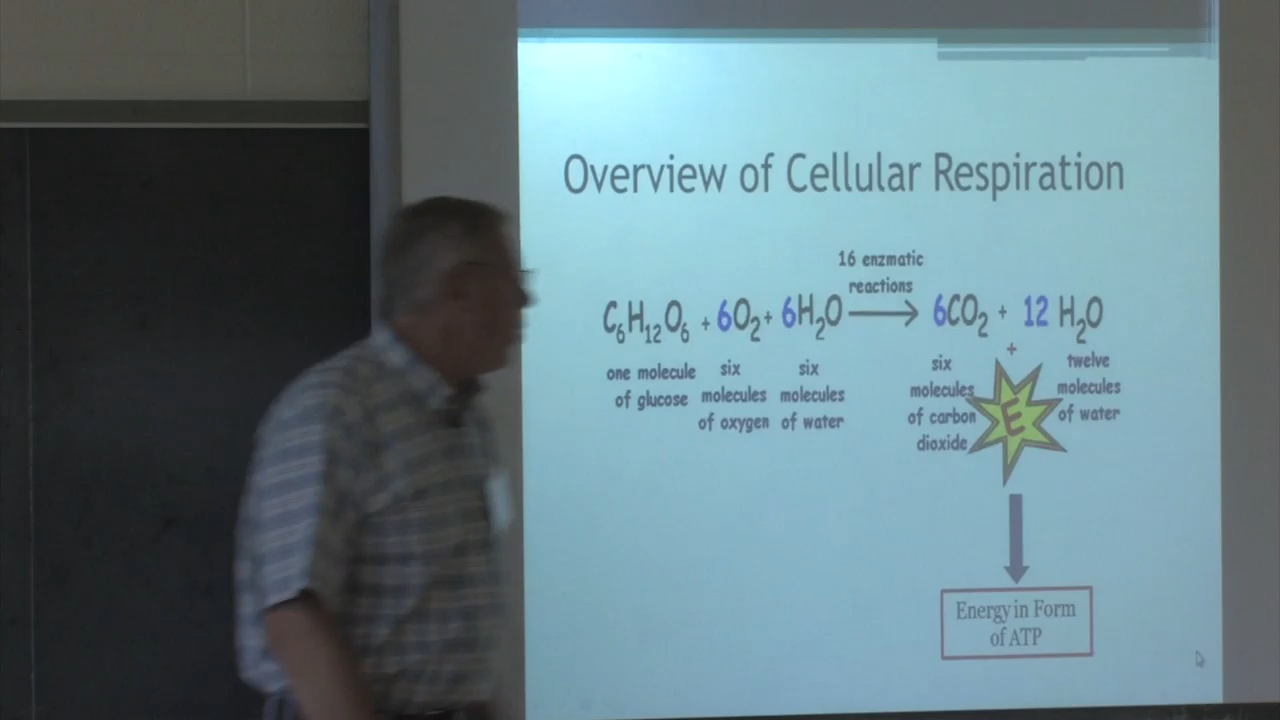 Overview of Cellular Respiration
16 enzmatic
reactions
C₆H₁₂O₆ + 6O₂ + 6H₂O → 6CO₂ + 12 H₂O
+
one molecule
of glucose
six
molecules
of oxygen
six
molecules
of water
six
molecules
of carbon
dioxide
twelve
molecules
of water
E
Energy in Form
of ATP